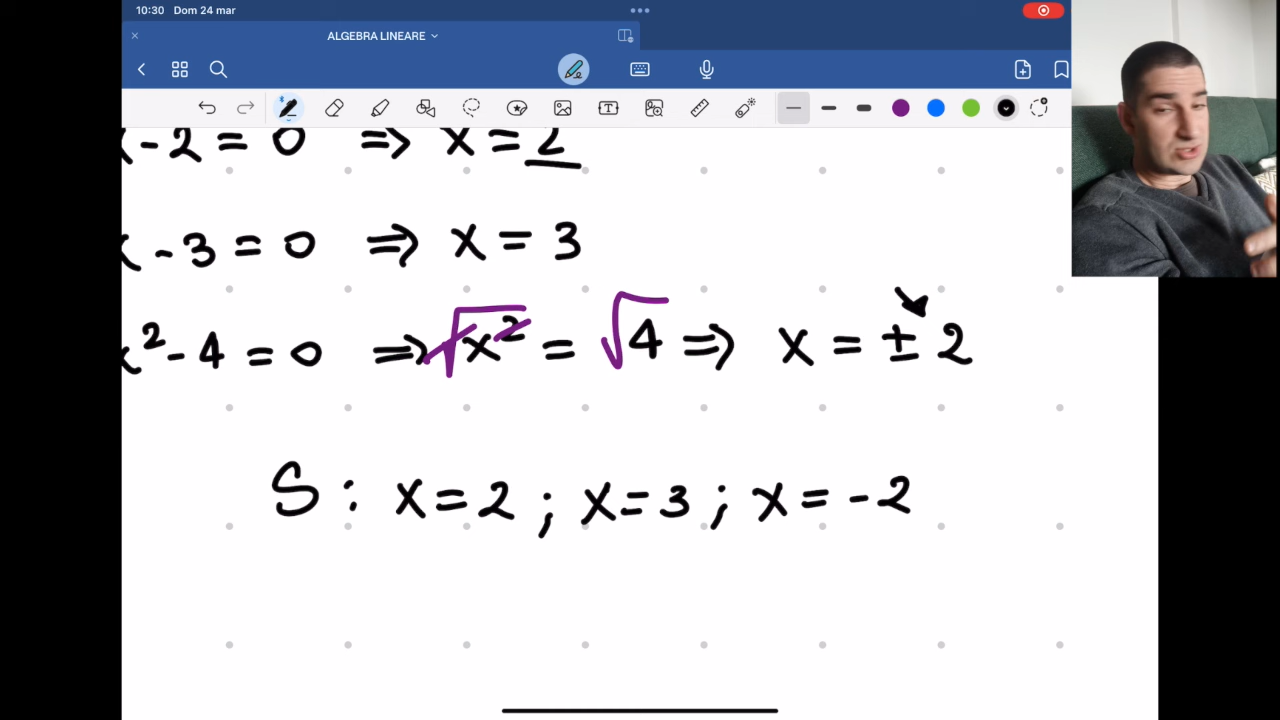 10:30 Dom 24 mar
ALGEBRA LINEARE
x - 2 = 0 ⇒ x = 2
x - 3 = 0 ⇒ x = 3
x² - 4 = 0 ⇒ √x² = √4 ⇒ x = ± 2
S : x = 2 ; x = 3 ; x = -2